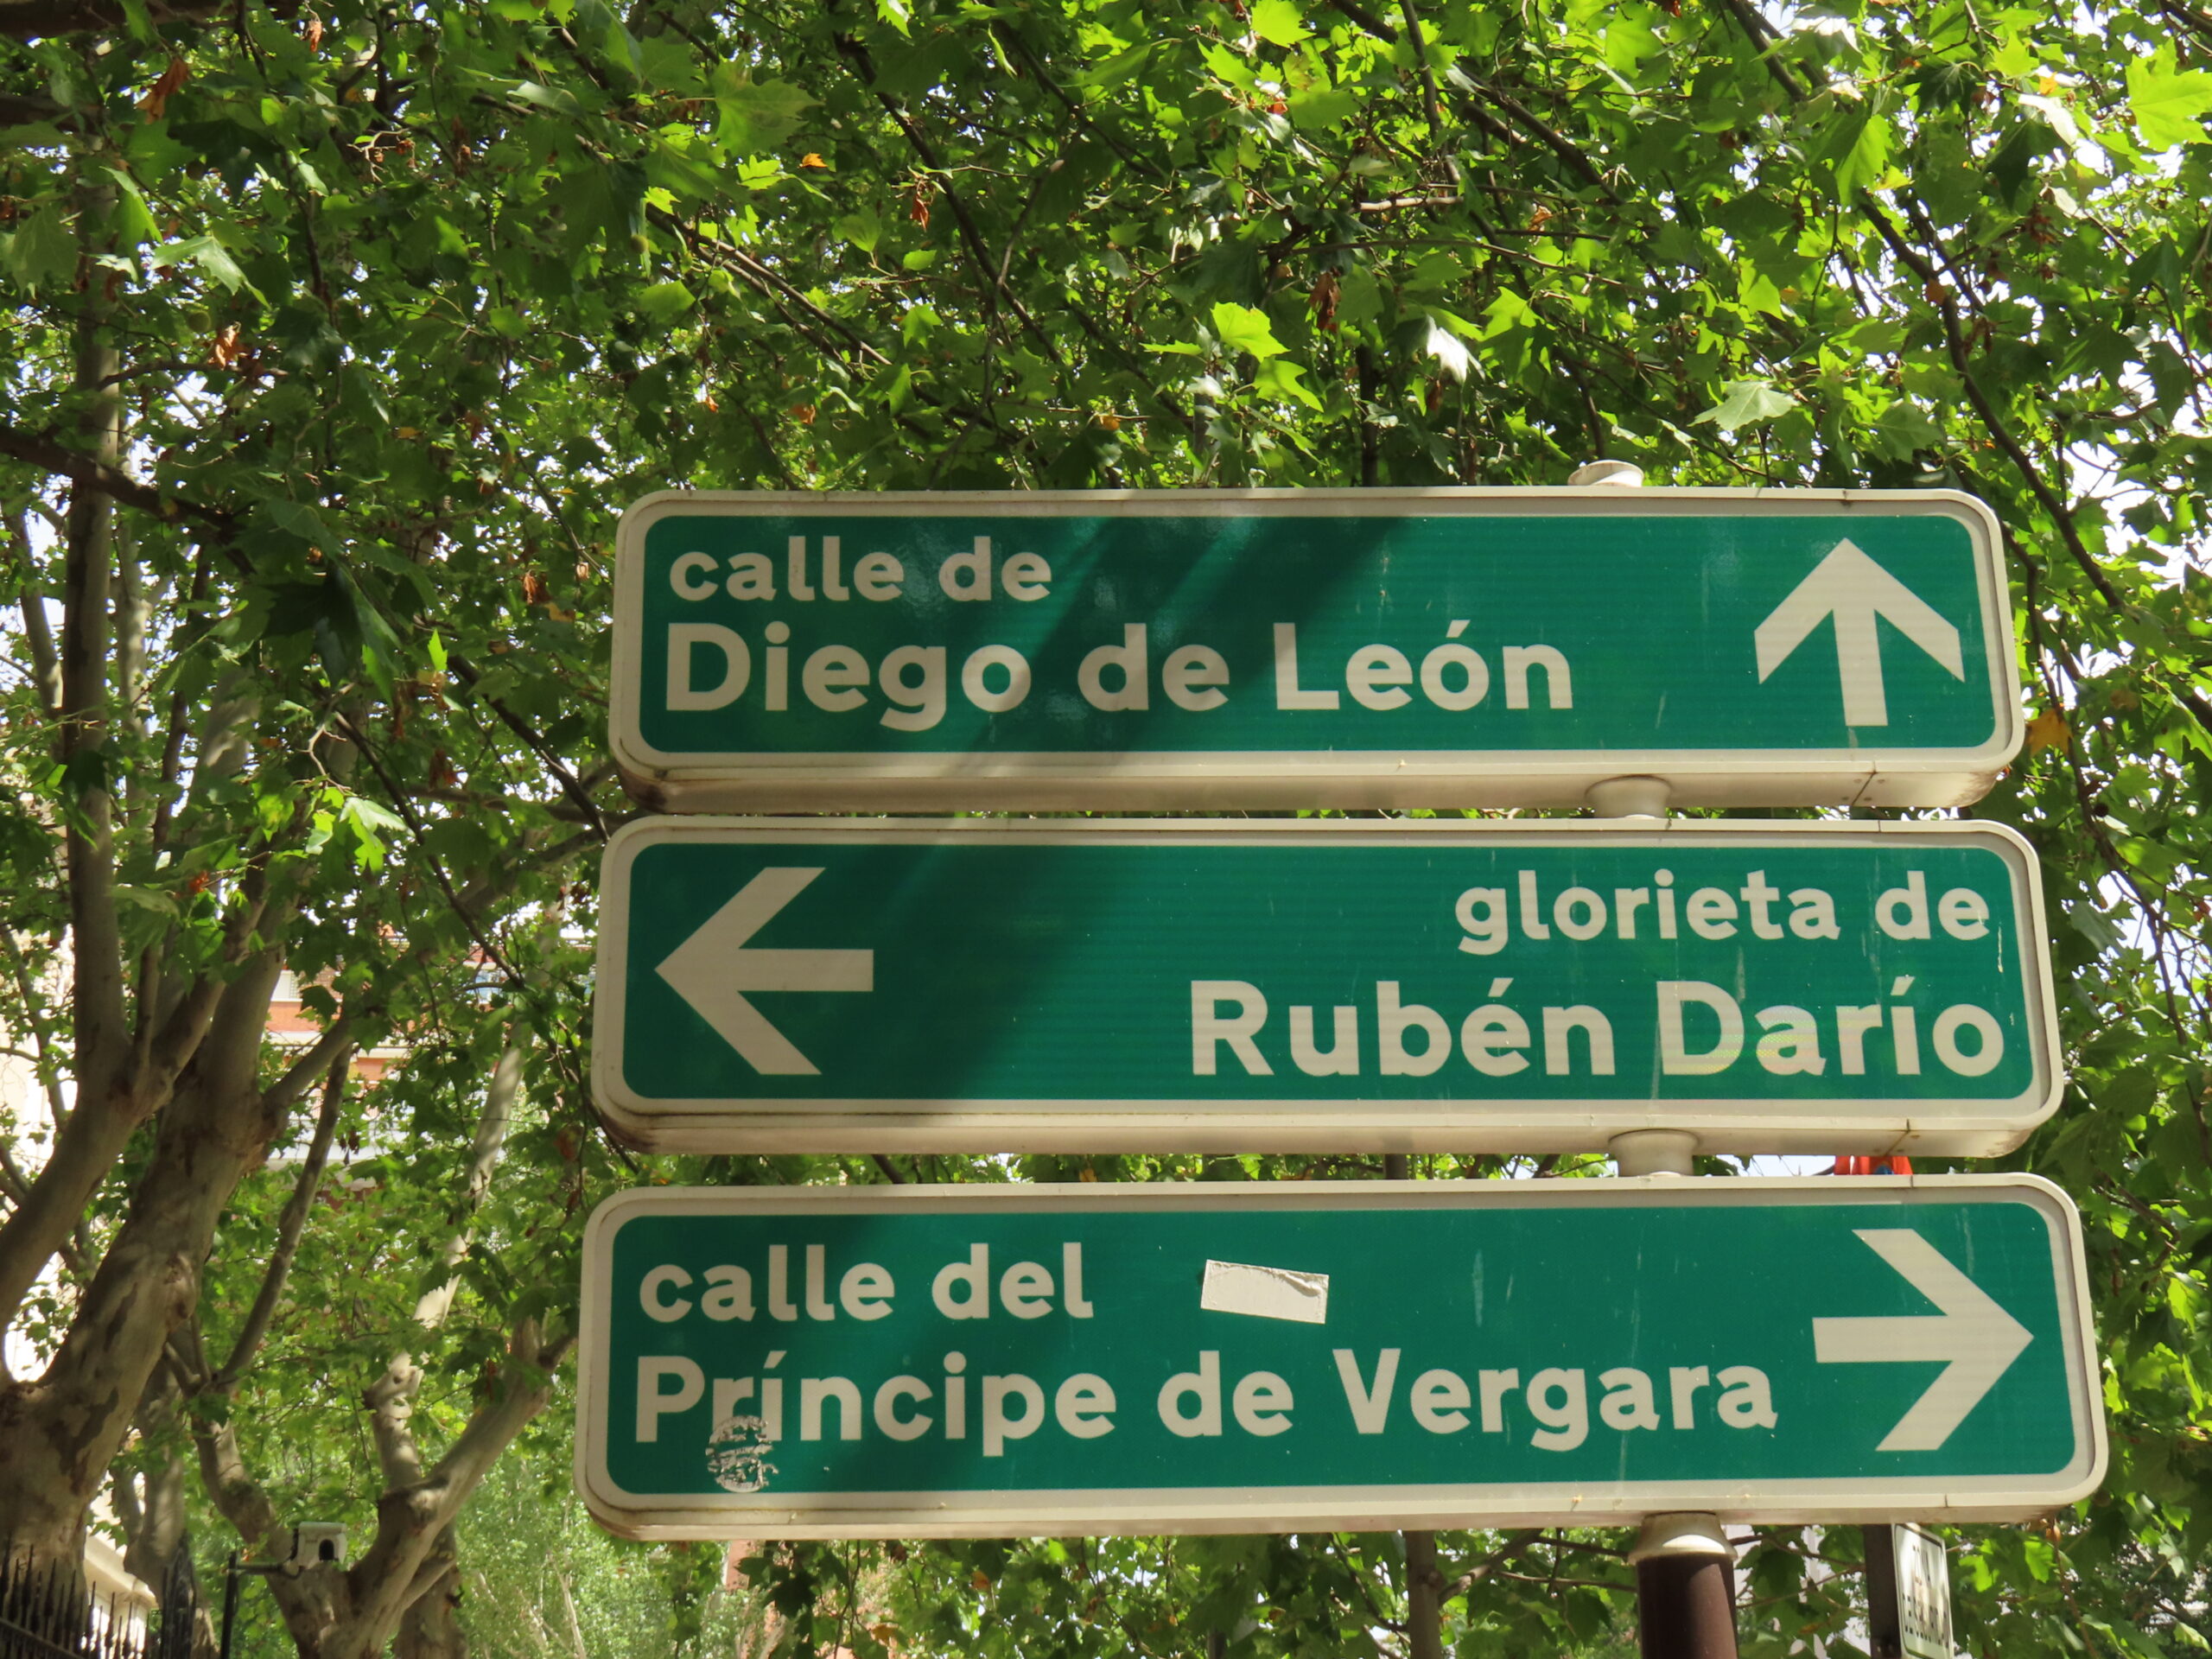 calle de
Diego de León
glorieta de
Rubén Darío
calle del
Príncipe de Vergara